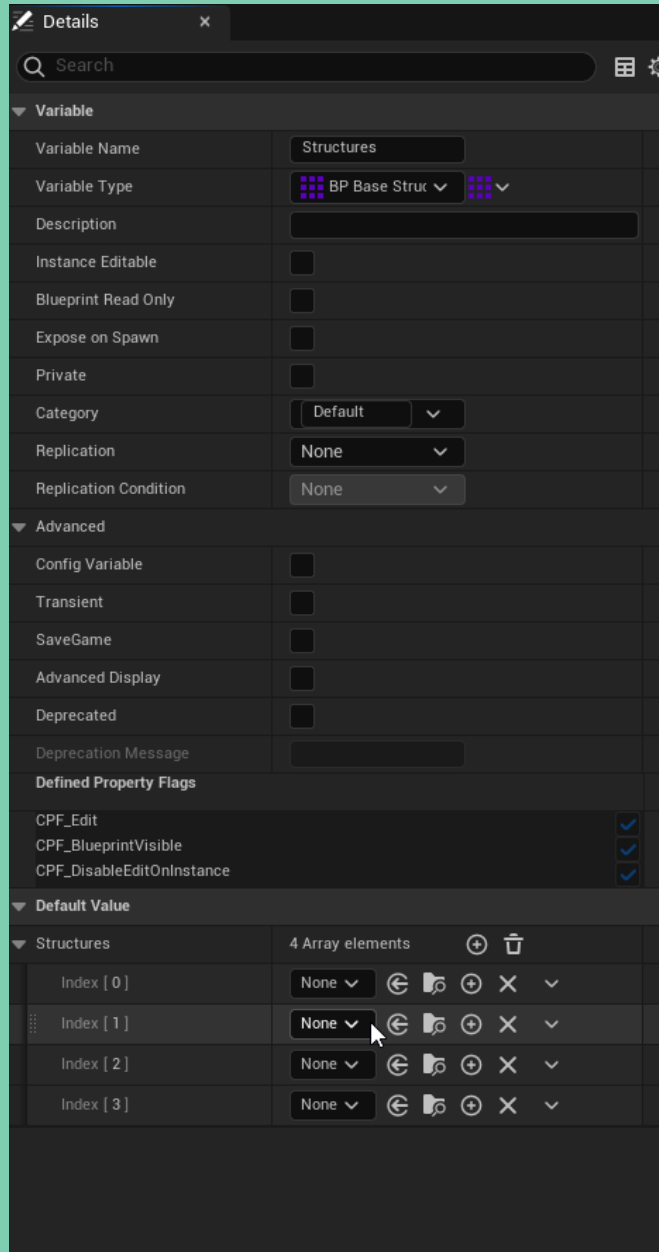 Details
Search
Variable
Variable Name Structures
Variable Type BP Base Struc
Description
Instance Editable
Blueprint Read Only
Expose on Spawn
Private
Category Default
Replication None
Replication Condition None
Advanced
Config Variable
Transient
SaveGame
Advanced Display
Deprecated
Deprecation Message
Defined Property Flags
CPF_Edit
CPF_BlueprintVisible
CPF_DisableEditOnInstance
Default Value
Structures 4 Array elements
Index [ 0 ] None
Index [ 1 ] None
Index [ 2 ] None
Index [ 3 ] None